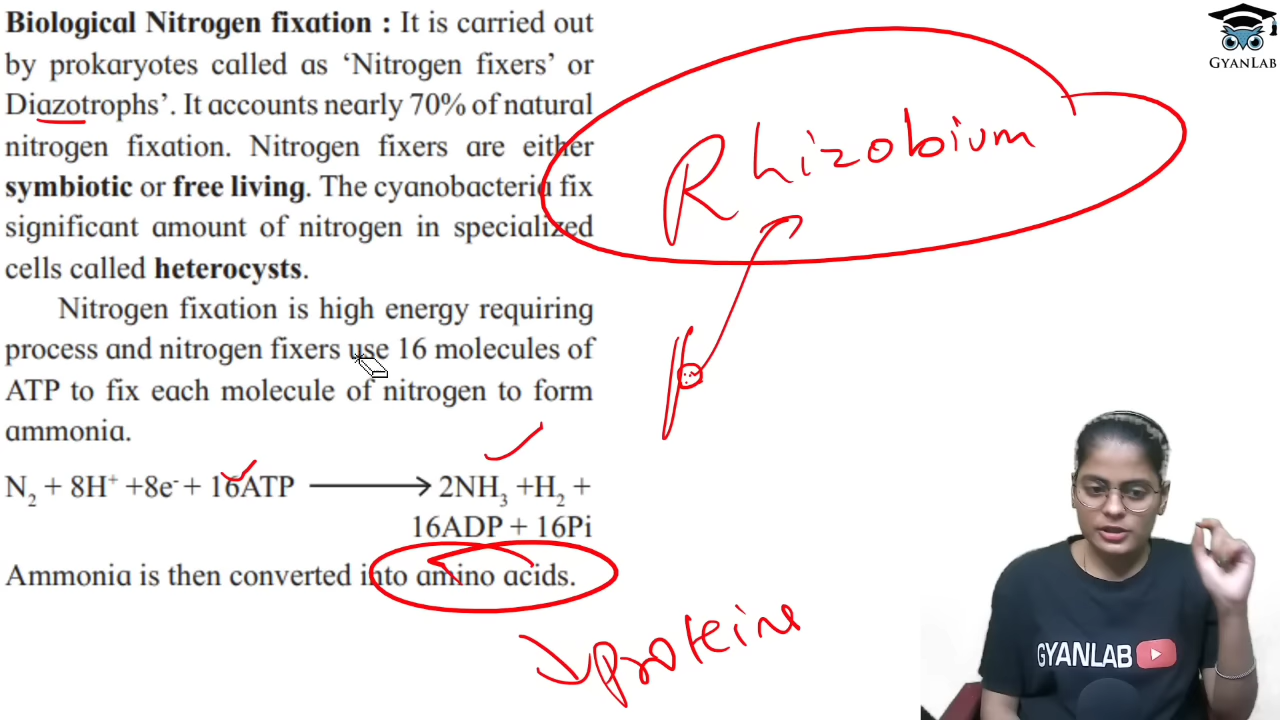 Biological Nitrogen fixation : It is carried out
by prokaryotes called as ‘Nitrogen fixers’ or
Diazotrophs’. It accounts nearly 70% of natural
nitrogen fixation. Nitrogen fixers are either
symbiotic or free living. The cyanobacteria fix
significant amount of nitrogen in specialized
cells called heterocysts.
Nitrogen fixation is high energy requiring
process and nitrogen fixers use 16 molecules of
ATP to fix each molecule of nitrogen to form
ammonia.
N₂ + 8H⁺ +8e⁻ + 16ATP ⟶ 2NH₃ +H₂ +
16ADP + 16Pi
Ammonia is then converted into amino acids.
Rhizobium
proteins
GYANLAB
GYANLAB